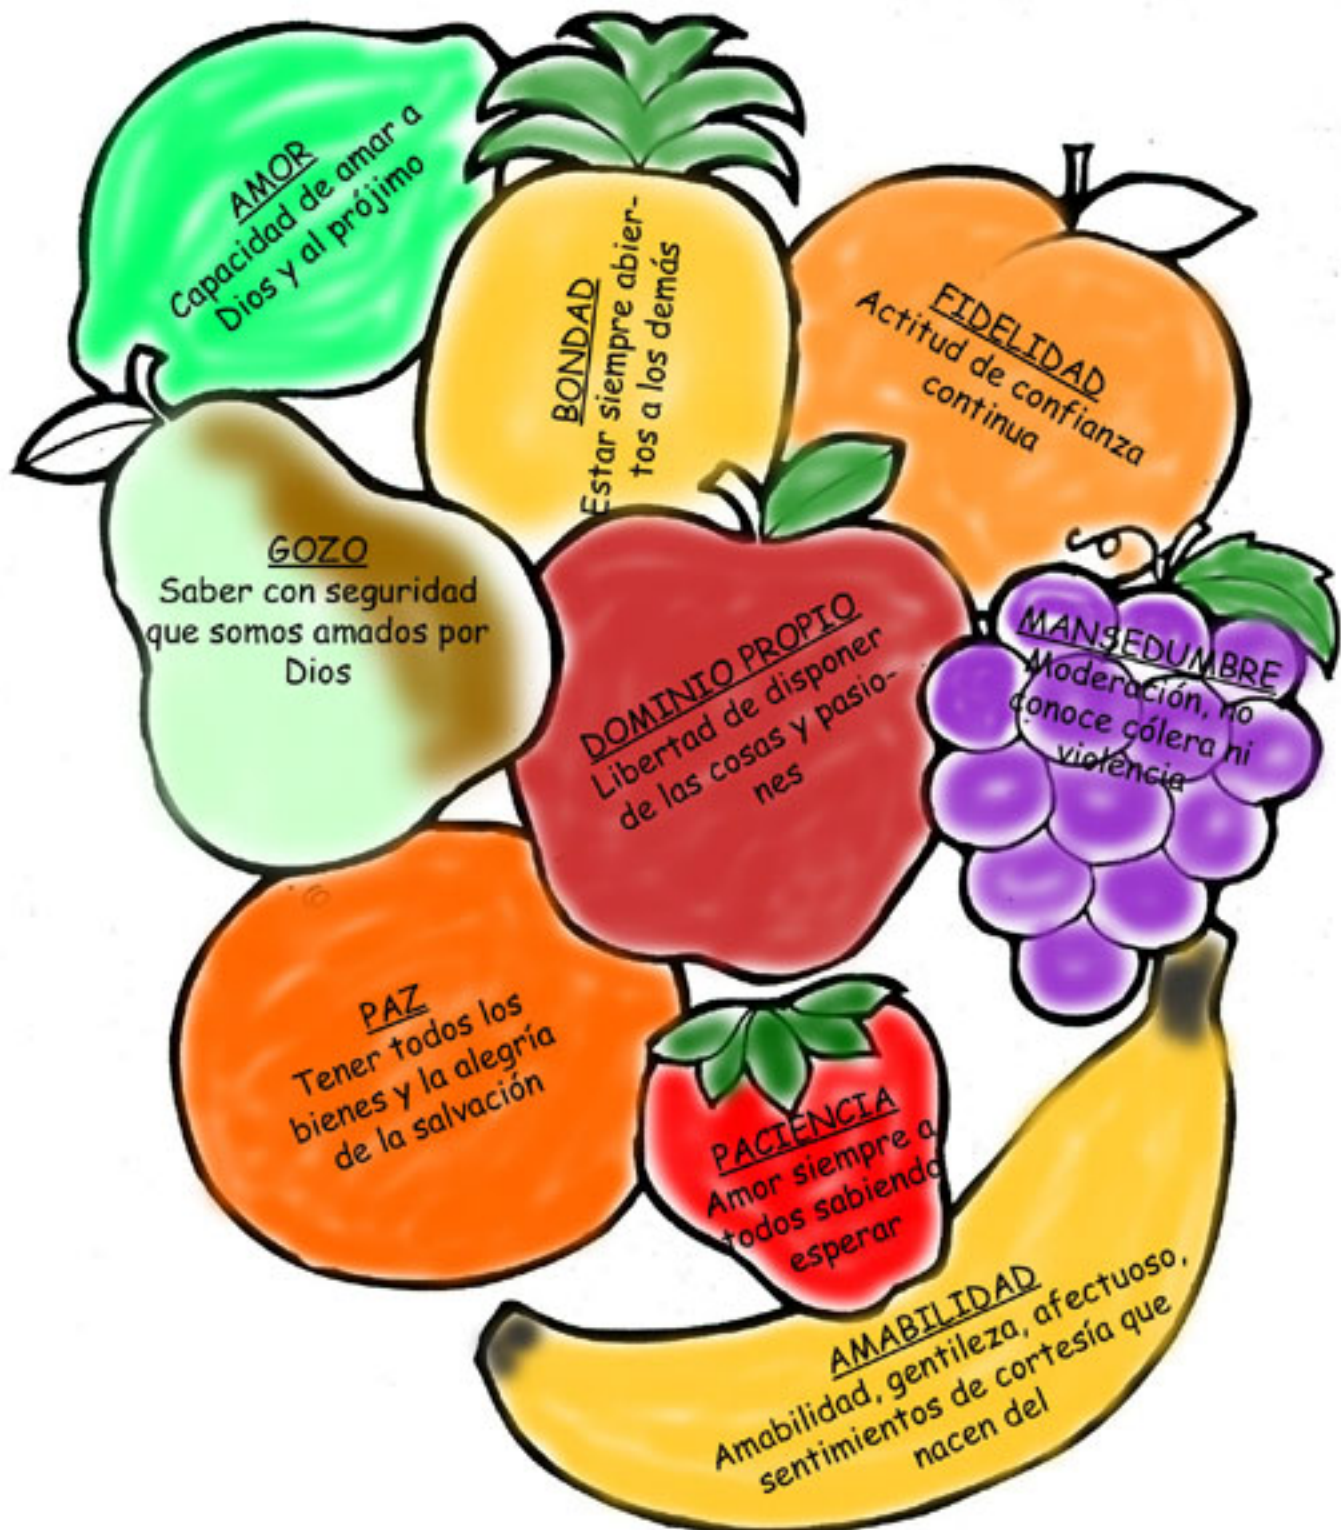 AMOR
Capacidad de amar a
Dios y al prójimo
BONDAD
Estar siempre abier-
tos a los demás
FIDELIDAD
Actitud de confianza
continua
GOZO
Saber con seguridad
que somos amados por
Dios
DOMINIO PROPIO
Libertad de disponer
de las cosas y pasio-
nes
MANSEDUMBRE
Moderación, no
conoce cólera ni
violencia
PAZ
Tener todos los
bienes y la alegría
de la salvación
PACIENCIA
Amor siempre a
todos sabiendo
esperar
AMABILIDAD
Amabilidad, gentileza, afectuoso,
sentimientos de cortesía que
nacen del